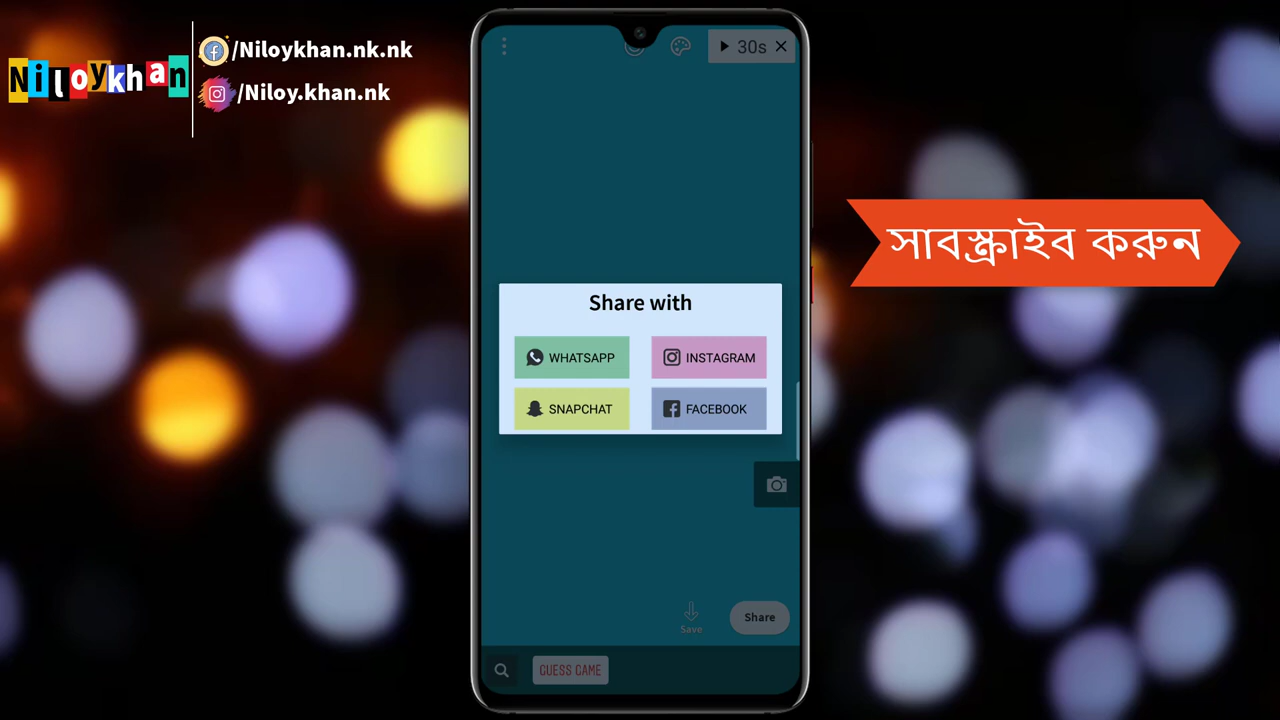 Niloykhan
/Niloykhan.nk.nk
/Niloy.khan.nk
30s
সাবস্ক্রাইব করুন
Share with
WHATSAPP
INSTAGRAM
SNAPCHAT
FACEBOOK
Save
Share
GUESS GAME